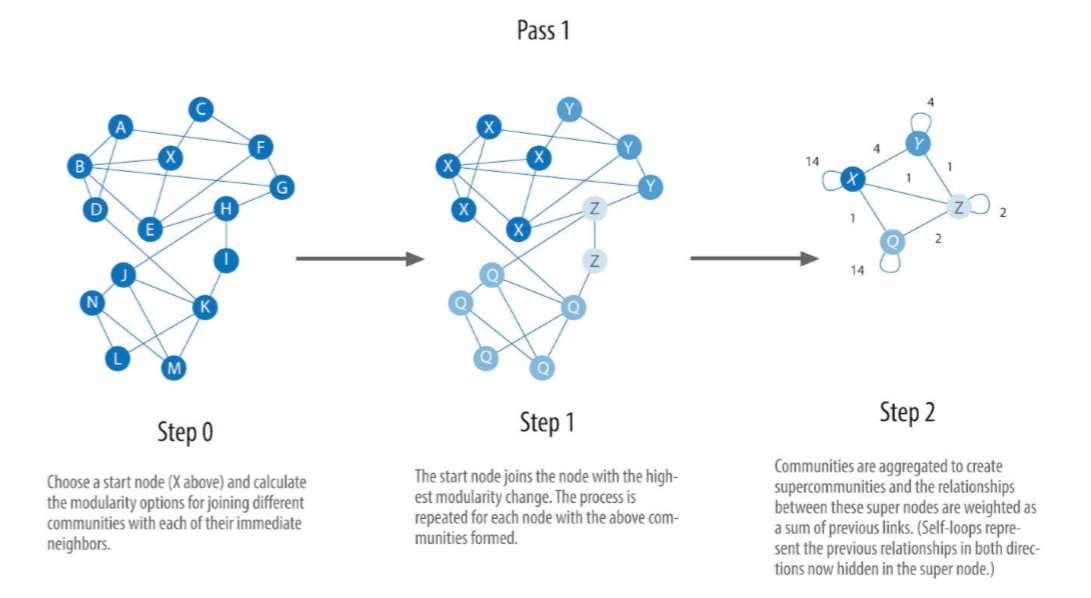 Pass 1
C
A
F
X
B
G
D
H
E
I
J
N
K
L
M
Y
X
Y
X
X
Y
X
Z
X
Z
Q
Q
Q
Q
Q
4
Y
4
14
1
1
X
Z
2
1
Q
2
14
Step 0
Choose a start node (X above) and calculate
the modularity options for joining different
communities with each of their immediate
neighbors.
Step 1
The start node joins the node with the high-
est modularity change. The process is
repeated for each node with the above com-
munities formed.
Step 2
Communities are aggregated to create
supercommunities and the relationships
between these super nodes are weighted as
a sum of previous links. (Self-loops repre-
sent the previous relationships in both direc-
tions now hidden in the super node.)